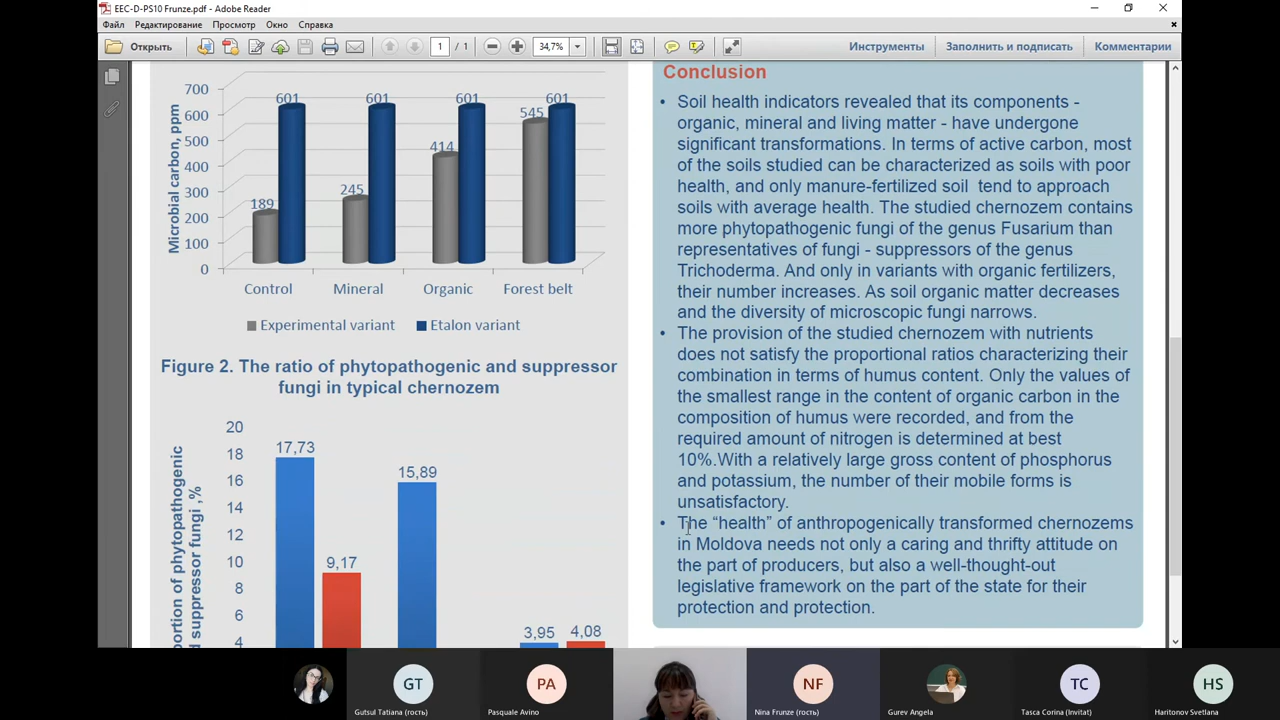 EEC-D-PS10 Frunze.pdf - Adobe Reader
Файл Редактирование Просмотр Окно Справка
Открыть
1 / 1
34,7%
Инструменты
Заполнить и подписать
Комментарии
Microbial carbon, ppm
700
600
500
400
300
200
100
0
189
601
245
601
414
601
545
601
Control
Mineral
Organic
Forest belt
Experimental variant
Etalon variant
Figure 2. The ratio of phytopathogenic and suppressor
fungi in typical chernozem
portion of phytopathogenic
d suppressor fungi ,%
20
18
16
14
12
10
8
6
4
17,73
9,17
15,89
3,95
4,08
Conclusion
• Soil health indicators revealed that its components -
organic, mineral and living matter - have undergone
significant transformations. In terms of active carbon, most
of the soils studied can be characterized as soils with poor
health, and only manure-fertilized soil tend to approach
soils with average health. The studied chernozem contains
more phytopathogenic fungi of the genus Fusarium than
representatives of fungi - suppressors of the genus
Trichoderma. And only in variants with organic fertilizers,
their number increases. As soil organic matter decreases
and the diversity of microscopic fungi narrows.
• The provision of the studied chernozem with nutrients
does not satisfy the proportional ratios characterizing their
combination in terms of humus content. Only the values of
the smallest range in the content of organic carbon in the
composition of humus were recorded, and from the
required amount of nitrogen is determined at best
10%.With a relatively large gross content of phosphorus
and potassium, the number of their mobile forms is
unsatisfactory.
• The “health” of anthropogenically transformed chernozems
in Moldova needs not only a caring and thrifty attitude on
the part of producers, but also a well-thought-out
legislative framework on the part of the state for their
protection and protection.
GT
Gutsul Tatiana (гость)
PA
Pasquale Avino
NF
Nina Frunze (гость)
Gurev Angela
TC
Tasca Corina (Invitat)
HS
Haritonov Svetlana